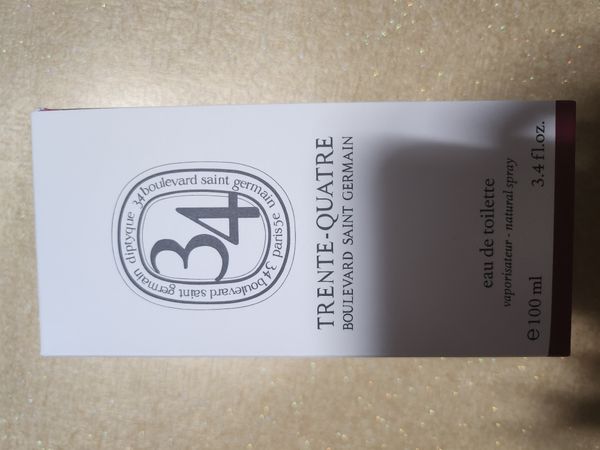 diptyque 34 boulevard saint germain paris 5e 34 boulevard saint germain
34
TRENTE-QUATRE
BOULEVARD SAINT GERMAIN
eau de toilette
vaporisateur - natural spray
℮ 100 ml 3.4 fl.oz.